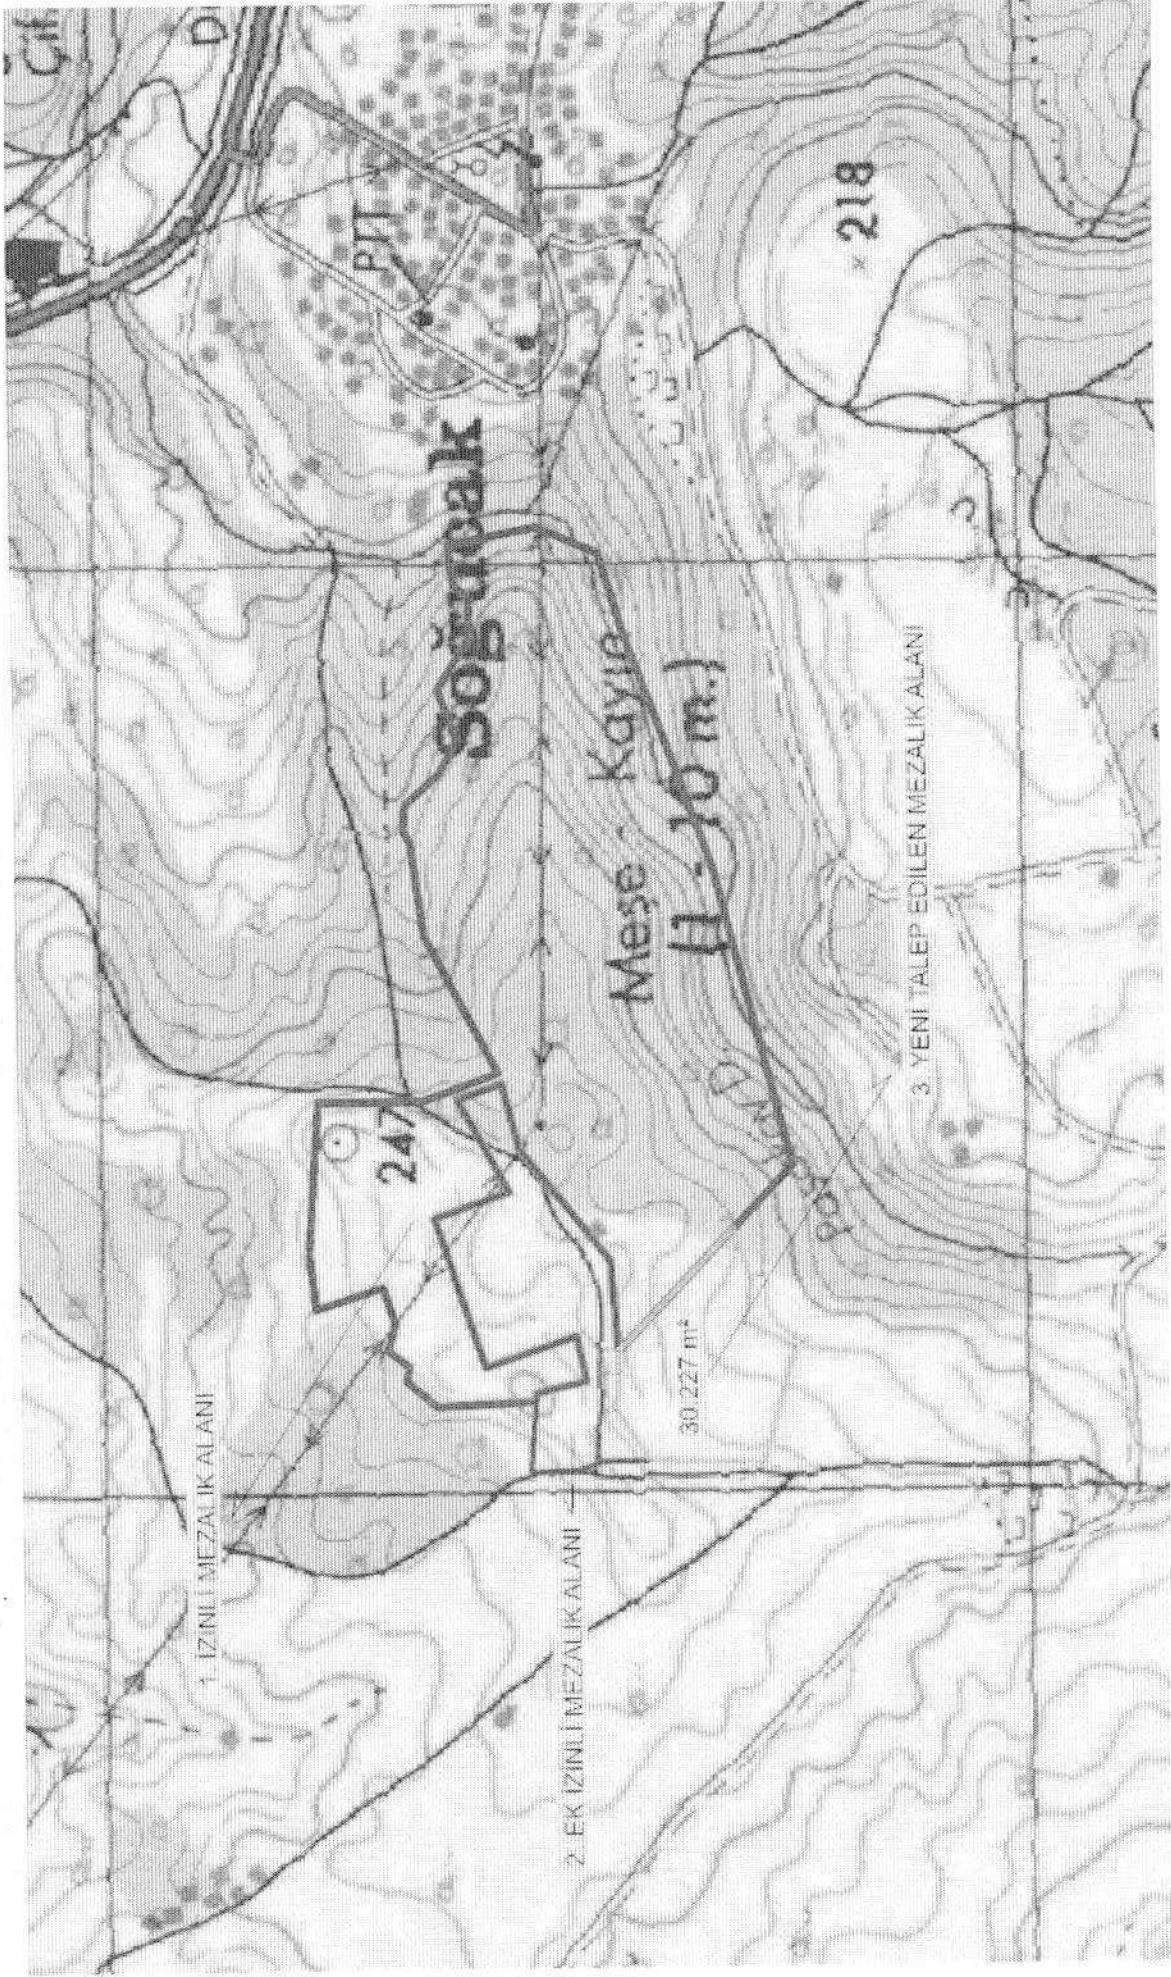 D
PTT
Soğucak
218
Meşe Kayın
(1 - 10 m.)
247
1. İZİNLİ MEZALIK ALANI
2. EK İZİNLİ MEZALIK ALANI
3. YENİ TALEP EDİLEN MEZALIK ALANI
30.227 m²